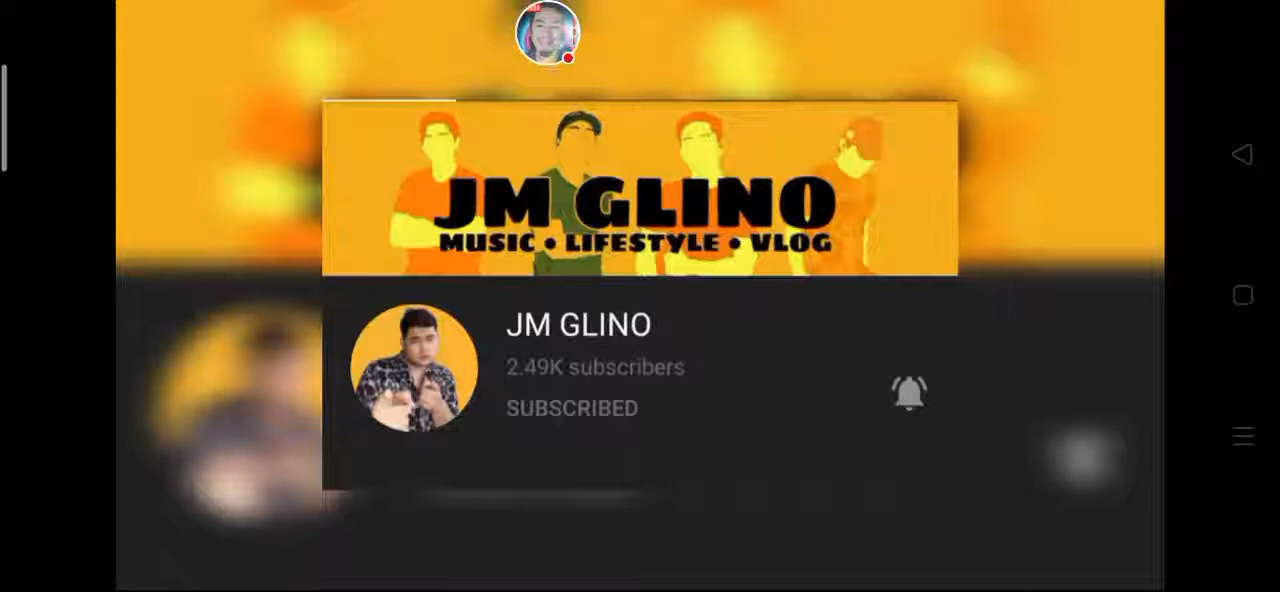 JM GLINO
MUSIC • LIFESTYLE • VLOG
JM GLINO
2.49K subscribers
SUBSCRIBED